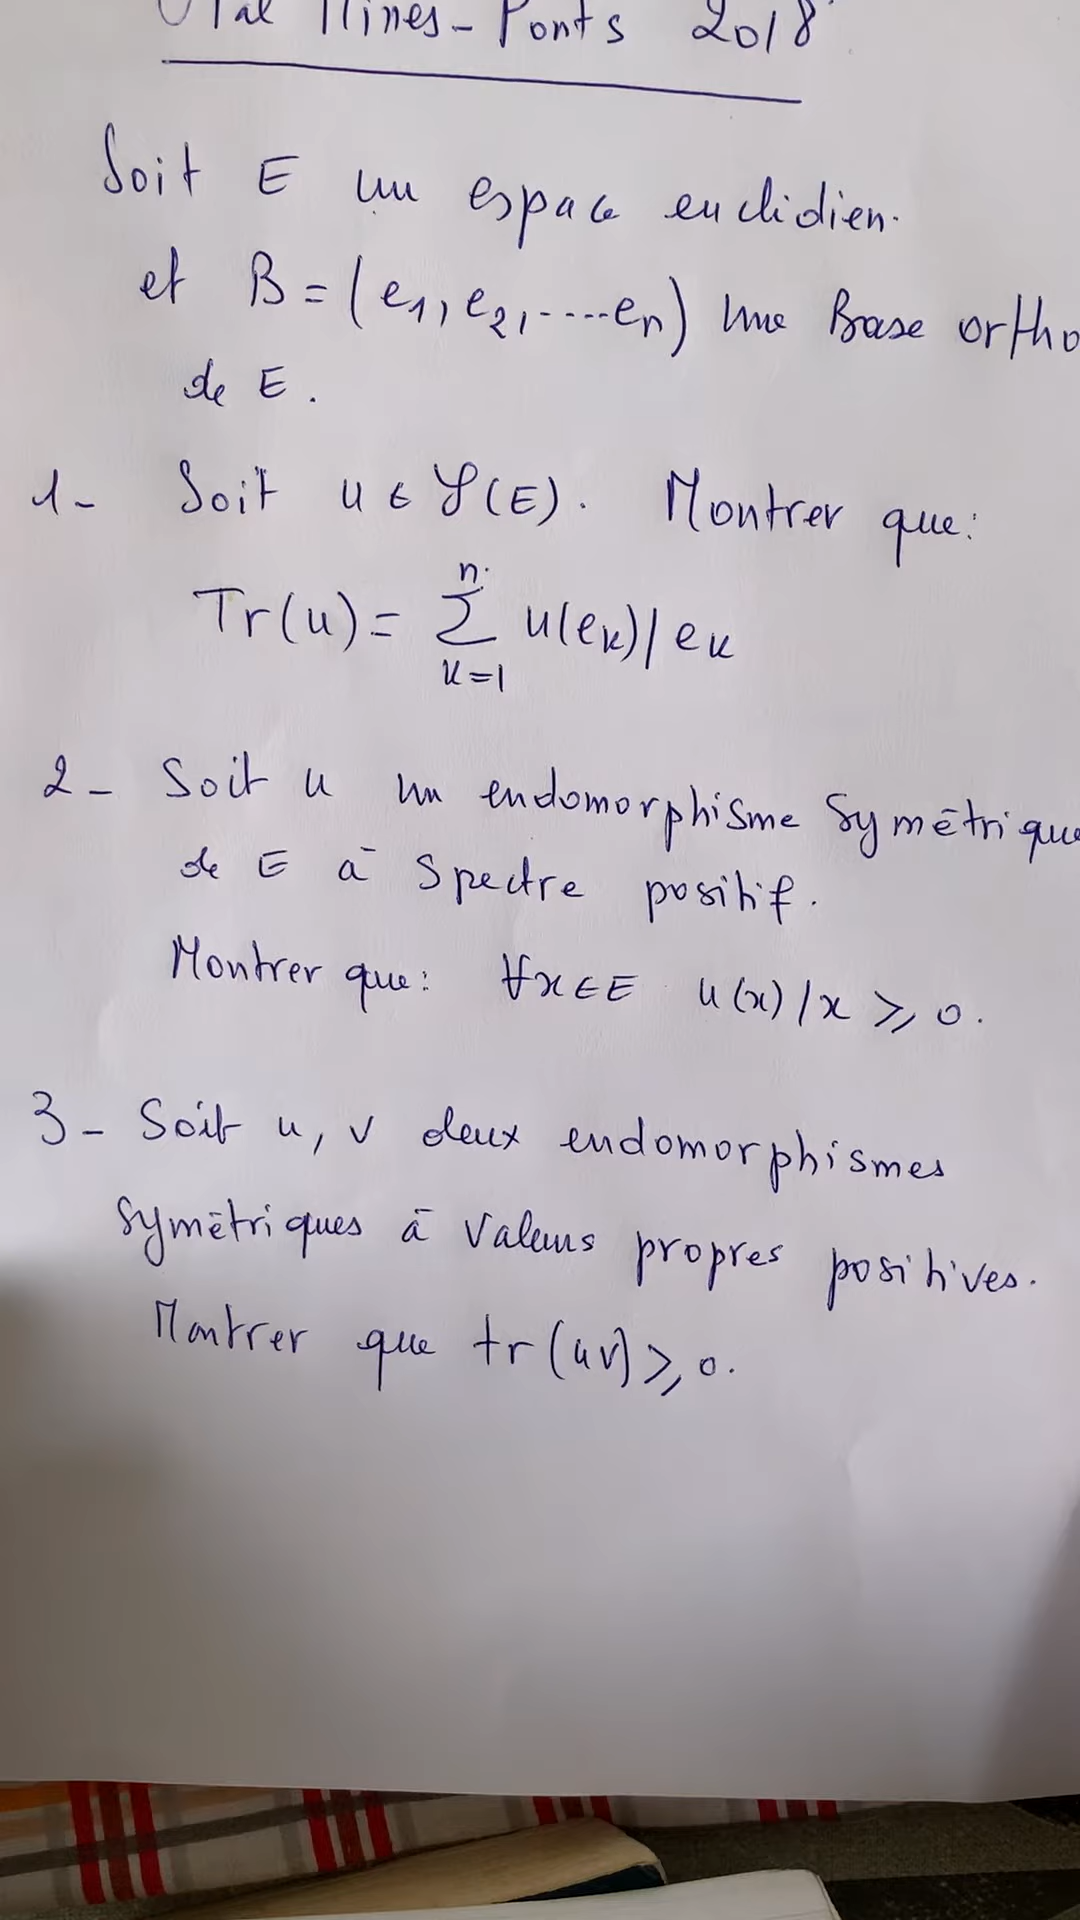 Oral Mines-Ponts 2018
Soit E un espace euclidien.
et B=(e1, e2, ....en) une Base ortho
de E.
1- Soit u ∈ ℒ(E). Montrer que:
Tr(u) = n∑k=1 u(ek)/ek
2- Soit u un endomorphisme Symétrique
de E à Spectre positif.
Montrer que: ∀x∈E u(x)/x ⩾ 0.
3- Soit u, v deux endomorphismes
Symétriques à Valeurs propres positives.
Montrer que tr(uv) ⩾ 0.